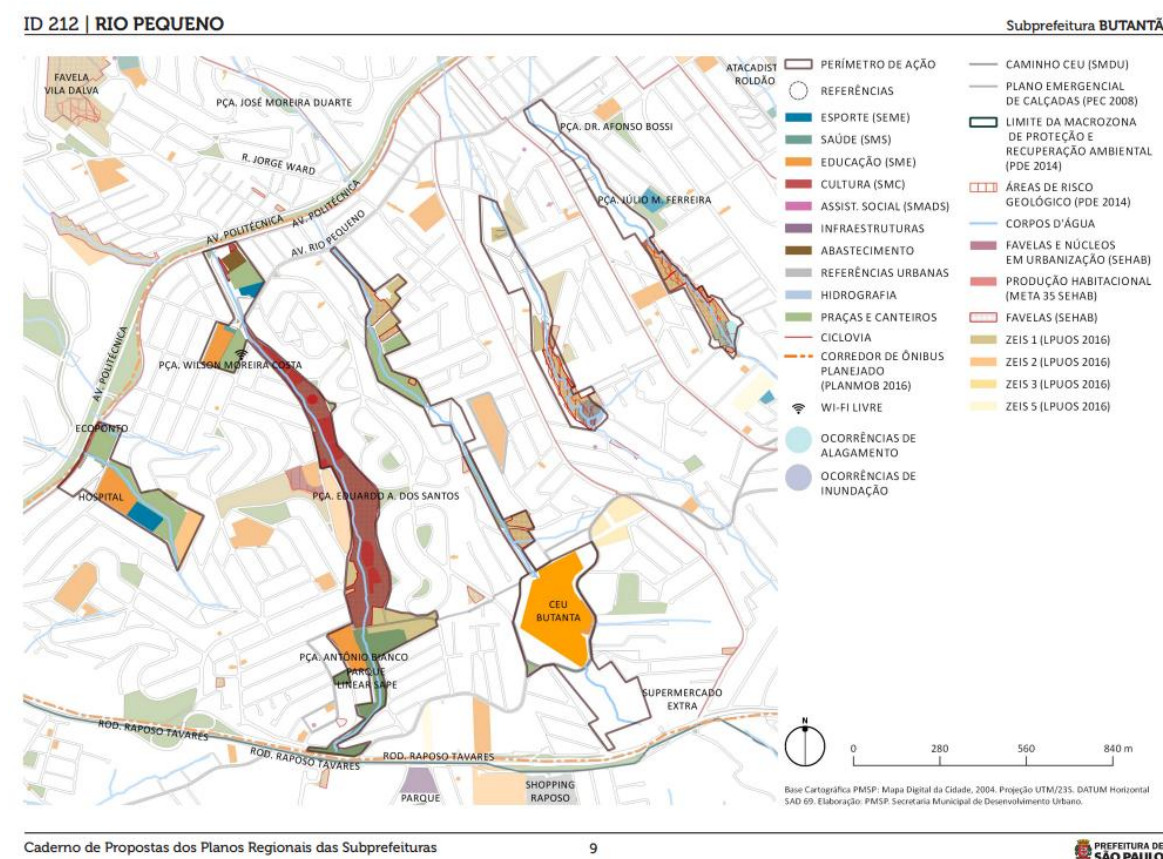 ID 212 | RIO PEQUENO
Subprefeitura BUTANTÃ
FAVELA
VILA DALVA
PÇA. JOSÉ MOREIRA DUARTE
ATACADIST
ROLDÃO
PÇA. DR. AFONSO BOSSI
R. JORGE WARD
PÇA. JÚLIO M. FERREIRA
AV. POLITÉCNICA
AV. POLITÉCNICA
AV. RIO PEQUENO
AV. POLITÉCNICA
PÇA. WILSON MOREIRA COSTA
ECOPONTO
HOSPITAL
PÇA. EDUARDO A. DOS SANTOS
CEU
BUTANTA
PÇA. ANTÔNIO BIANCO
PARQUE
LINEAR SAPE
SUPERMERCADO
EXTRA
ROD. RAPOSO TAVARES
ROD. RAPOSO TAVARES
ROD. RAPOSO TAVARES
PARQUE
SHOPPING
RAPOSO
PERÍMETRO DE AÇÃO
REFERÊNCIAS
ESPORTE (SEME)
SAÚDE (SMS)
EDUCAÇÃO (SME)
CULTURA (SMC)
ASSIST. SOCIAL (SMADS)
INFRAESTRUTURAS
ABASTECIMENTO
REFERÊNCIAS URBANAS
HIDROGRAFIA
PRAÇAS E CANTEIROS
CICLOVIA
CORREDOR DE ÔNIBUS
PLANEJADO
(PLANMOB 2016)
WI-FI LIVRE
OCORRÊNCIAS DE
ALAGAMENTO
OCORRÊNCIAS DE
INUNDAÇÃO
CAMINHO CEU (SMDU)
PLANO EMERGENCIAL
DE CALÇADAS (PEC 2008)
LIMITE DA MACROZONA
DE PROTEÇÃO E
RECUPERAÇÃO AMBIENTAL
(PDE 2014)
ÁREAS DE RISCO
GEOLÓGICO (PDE 2014)
CORPOS D'ÁGUA
FAVELAS E NÚCLEOS
EM URBANIZAÇÃO (SEHAB)
PRODUÇÃO HABITACIONAL
(META 35 SEHAB)
FAVELAS (SEHAB)
ZEIS 1 (LPUOS 2016)
ZEIS 2 (LPUOS 2016)
ZEIS 3 (LPUOS 2016)
ZEIS 5 (LPUOS 2016)
N
0 280 560 840 m
Base Cartográfica PMSP: Mapa Digital da Cidade, 2004. Projeção UTM/23S. DATUM Horizontal
SAD 69. Elaboração: PMSP. Secretaria Municipal de Desenvolvimento Urbano.
Caderno de Propostas dos Planos Regionais das Subprefeituras
9
PREFEITURA DE
SÃO PAULO